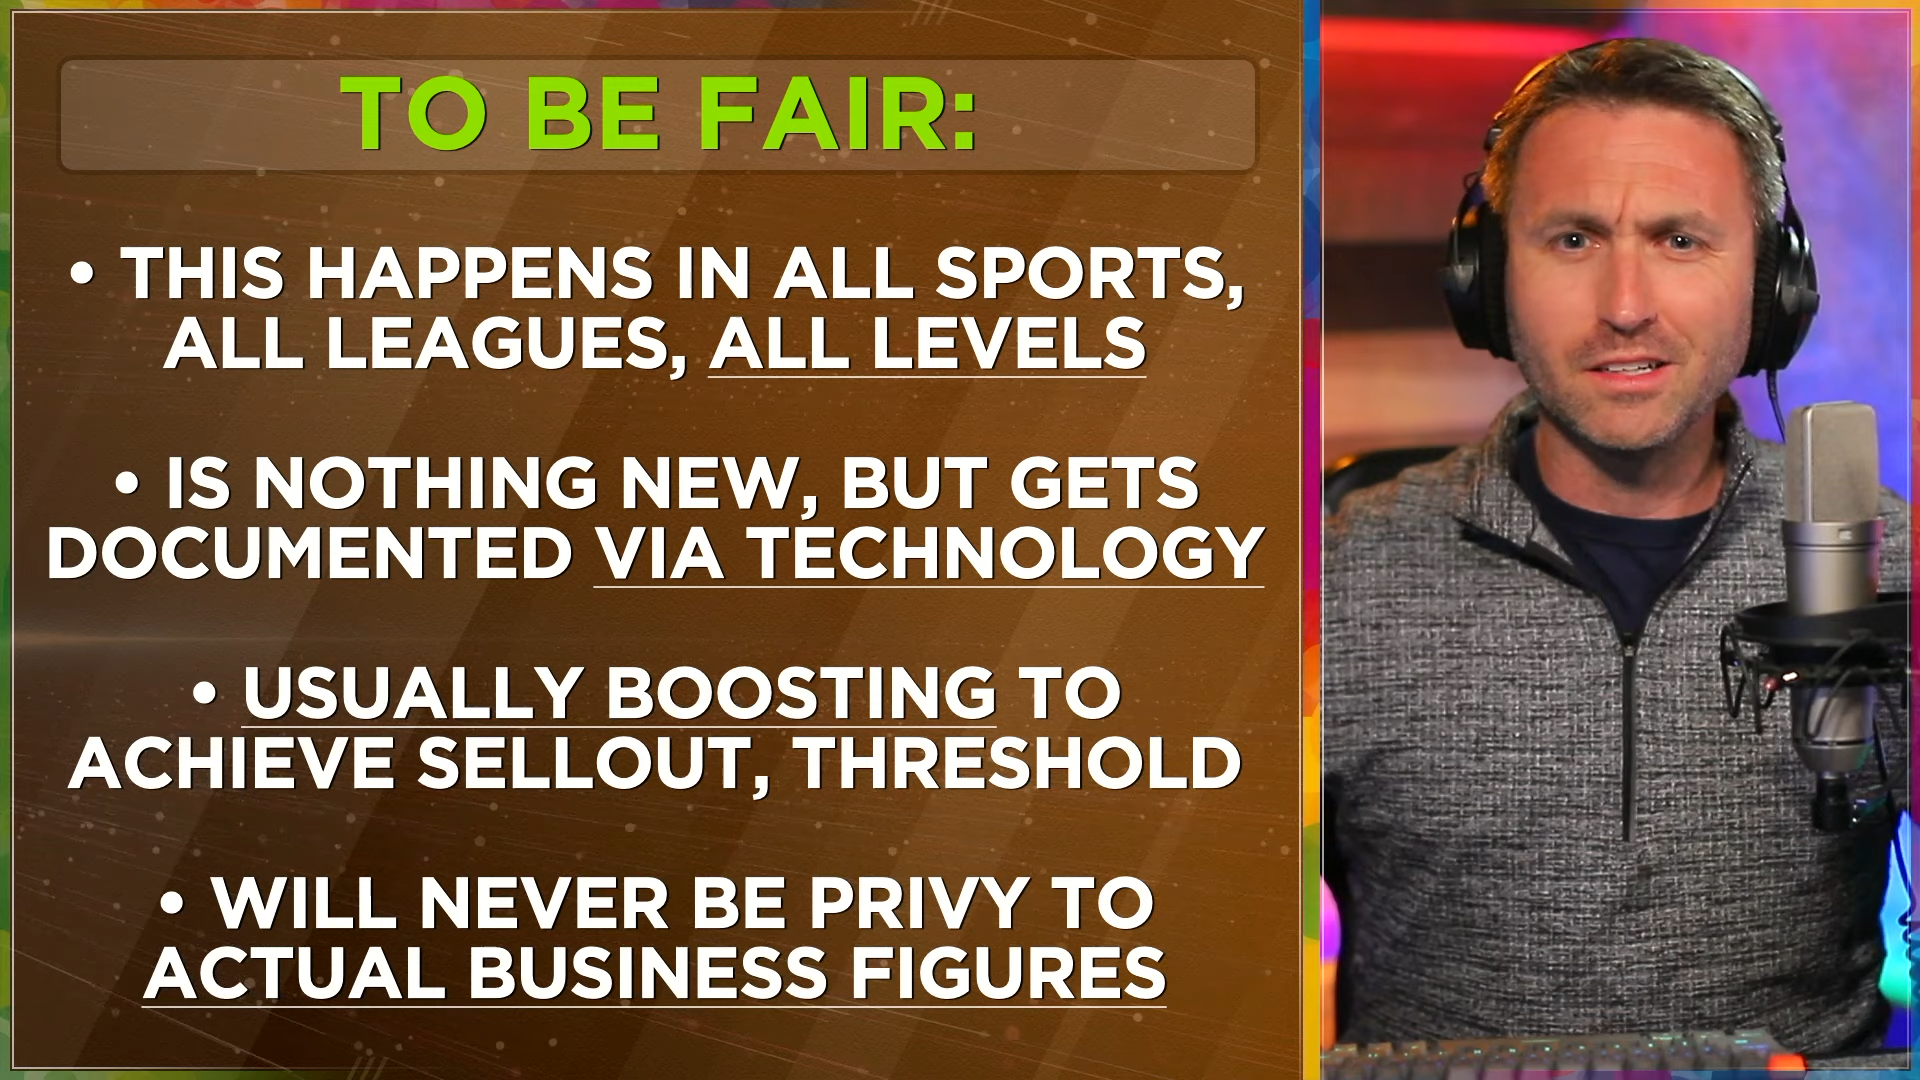 TO BE FAIR:
• THIS HAPPENS IN ALL SPORTS,
ALL LEAGUES, ALL LEVELS
• IS NOTHING NEW, BUT GETS
DOCUMENTED VIA TECHNOLOGY
• USUALLY BOOSTING TO
ACHIEVE SELLOUT, THRESHOLD
• WILL NEVER BE PRIVY TO
ACTUAL BUSINESS FIGURES